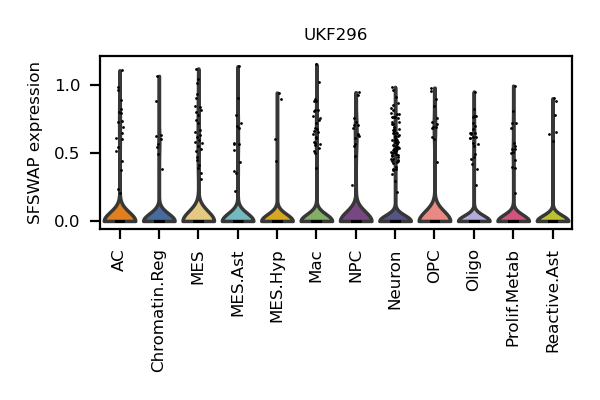 UKF296
SFSWAP expression
1.0
0.5
0.0
AC
Chromatin.Reg
MES
MES.Ast
MES.Hyp
Mac
NPC
Neuron
OPC
Oligo
Prolif.Metab
Reactive.Ast